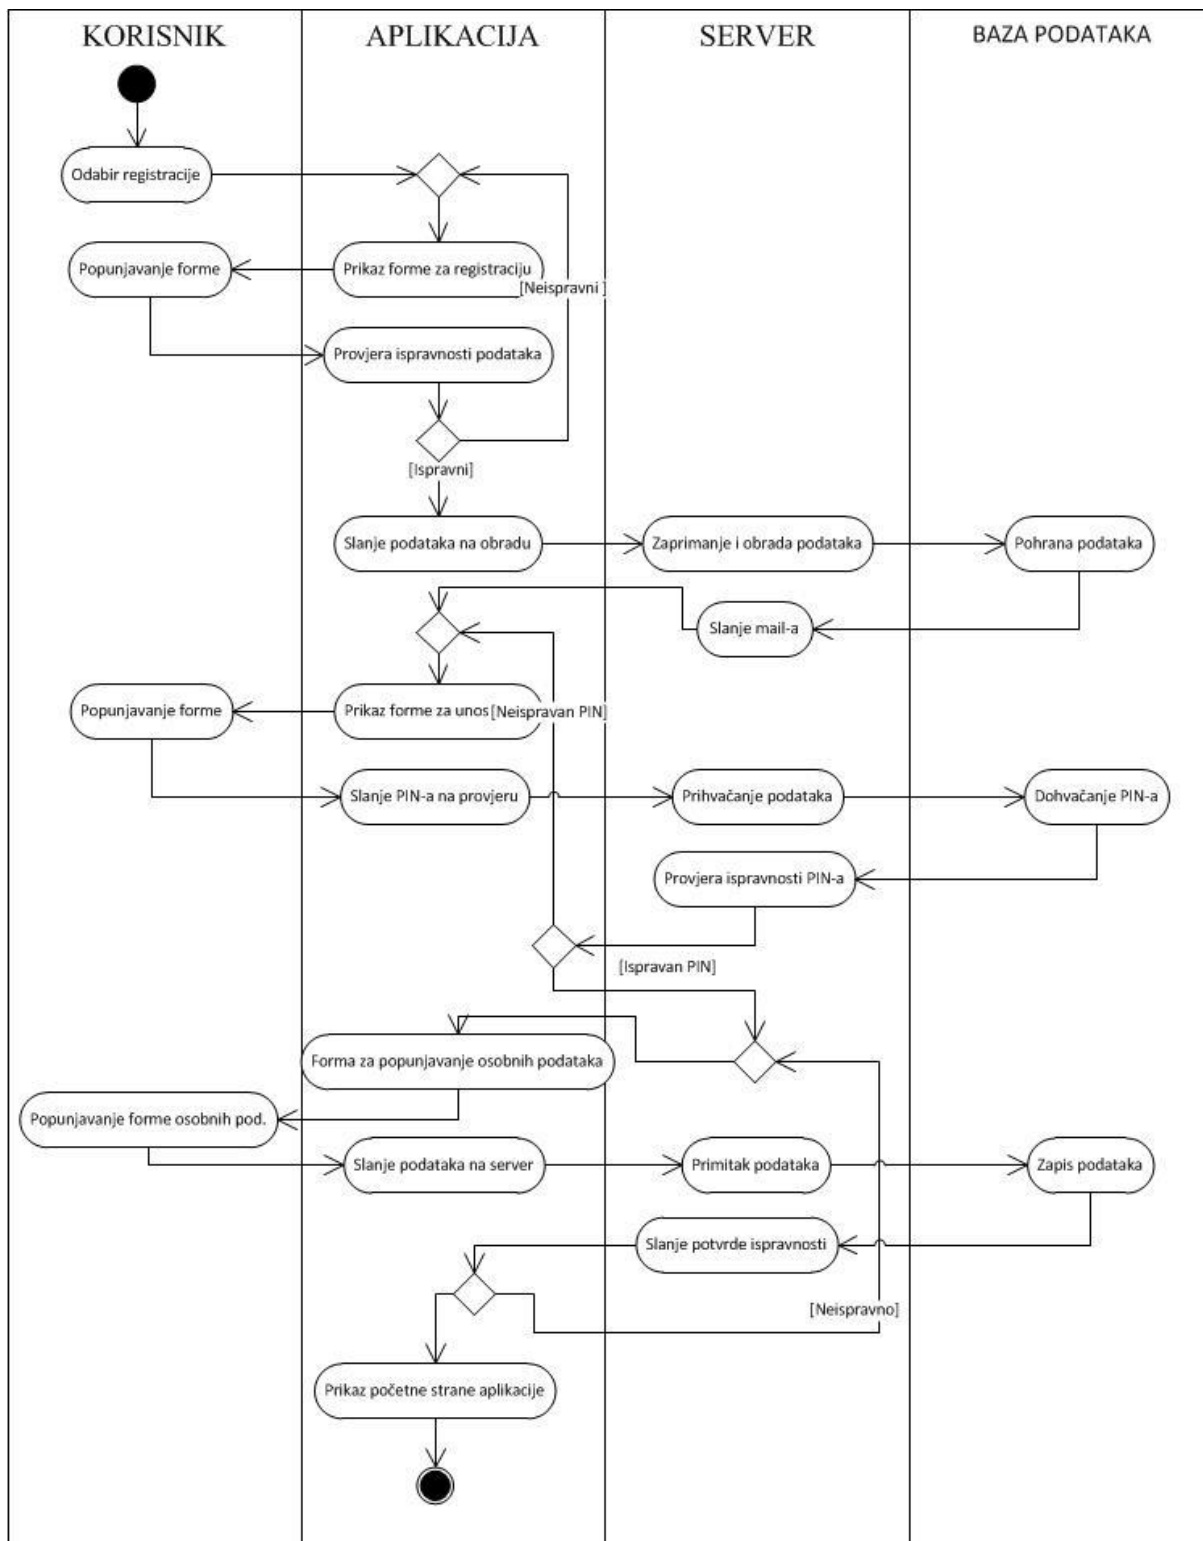 KORISNIK
APLIKACIJA
SERVER
BAZA PODATAKA
Odabir registracije
Popunjavanje forme
Prikaz forme za registraciju
[Neispravni ]
Provjera ispravnosti podataka
[Ispravni]
Slanje podataka na obradu
Zaprimanje i obrada podataka
Pohrana podataka
Slanje mail-a
Popunjavanje forme
Prikaz forme za unos
[Neispravan PIN]
Slanje PIN-a na provjeru
Prihvačanje podataka
Dohvačanje PIN-a
Provjera ispravnosti PIN-a
[Ispravan PIN]
Forma za popunjavanje osobnih podataka
Popunjavanje forme osobnih pod.
Slanje podataka na server
Primitak podataka
Zapis podataka
Slanje potvrde ispravnosti
[Neispravno]
Prikaz početne strane aplikacije